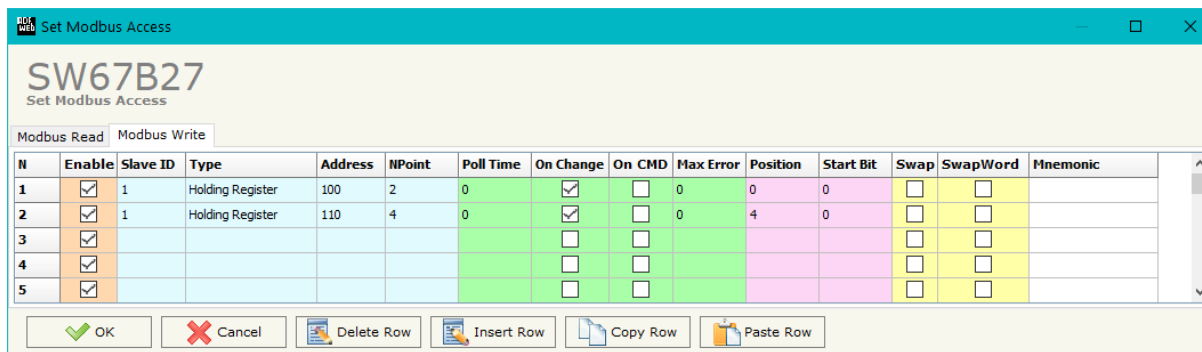 ADF
WEB Set Modbus Access
SW67B27
Set Modbus Access
Modbus Read Modbus Write
N Enable Slave ID Type Address NPoint Poll Time On Change On CMD Max Error Position Start Bit Swap SwapWord Mnemonic
1 1 Holding Register 100 2 0 0 0 0
2 1 Holding Register 110 4 0 0 4 0
3
4
5
OK Cancel Delete Row Insert Row Copy Row Paste Row